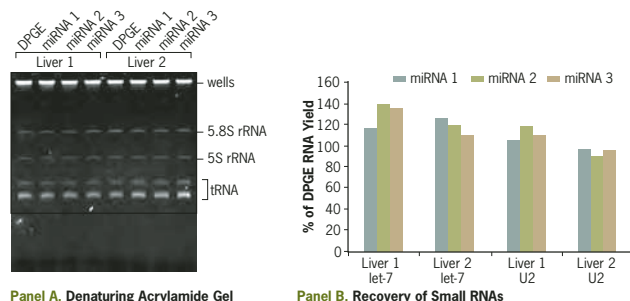 DPGE
miRNA 1
miRNA 2
miRNA 3
DPGE
miRNA 1
miRNA 2
miRNA 3
Liver 1
Liver 2
wells
5.8S rRNA
5S rRNA
tRNA
Panel A. Denaturing Acrylamide Gel
miRNA 1 miRNA 2 miRNA 3
% of DPGE RNA Yield
160
140
120
100
80
60
40
20
0
Liver 1 Liver 2 Liver 1 Liver 2
let-7 let-7 U2 U2
Panel B. Recovery of Small RNAs